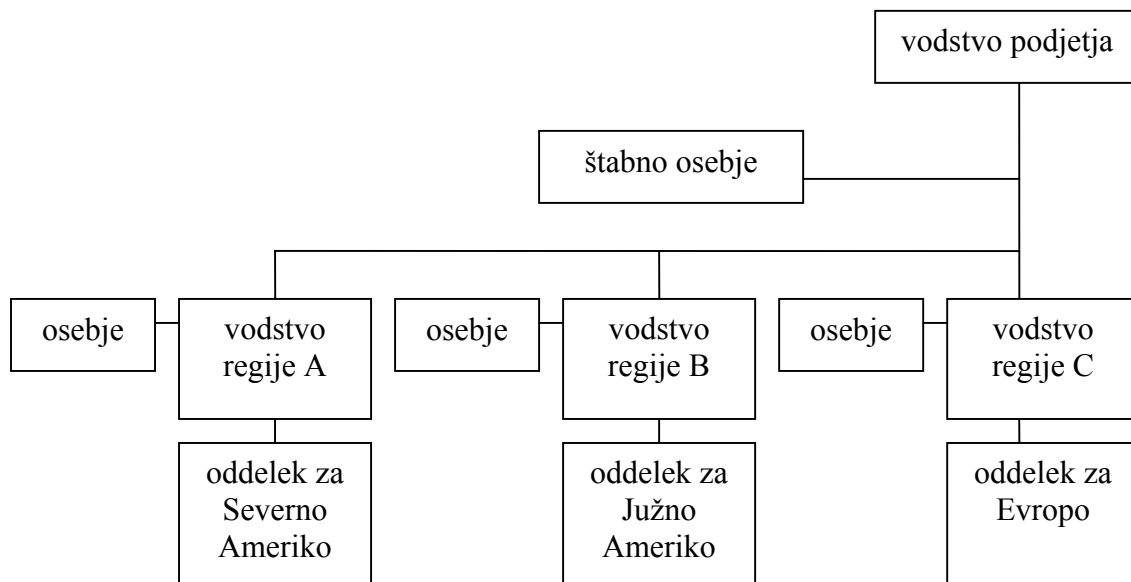 vodstvo podjetja
štabno osebje
osebje
vodstvo
regije A
osebje
vodstvo
regije B
osebje
vodstvo
regije C
oddelek za
Severno
Ameriko
oddelek za
Južno
Ameriko
oddelek za
Evropo